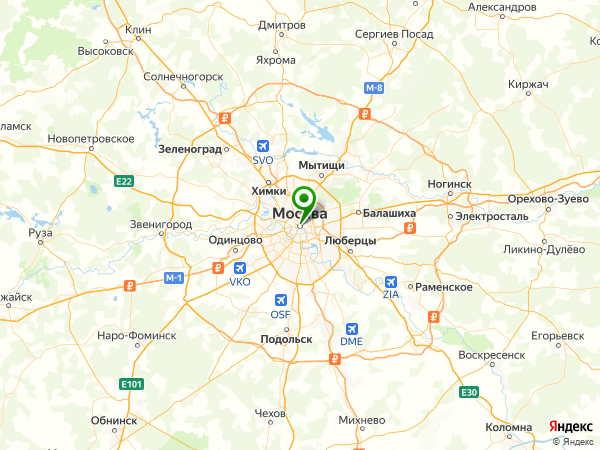 Александров
Дмитров
Клин
Сергиев Посад
Высоковск
Яхрома
Солнечногорск
М-8
Киржач
₽
₽
ламск
Новопетровское
Зеленоград
SVO
Мытищи
Е22
Химки
Ногинск
Орехово-Зуево
Москва
Балашиха
Электросталь
Звенигород
Руза
₽
Одинцово
Люберцы
Ликино-Дулёво
₽
М-1
VKO
₽
ZIA
Раменское
жайск
OSF
₽
Наро-Фоминск
Подольск
DME
Егорьевск
₽
Воскресенск
Е101
Е30
Обнинск
Чехов
Михнево
Коломна
Яндекс
© Яндекс